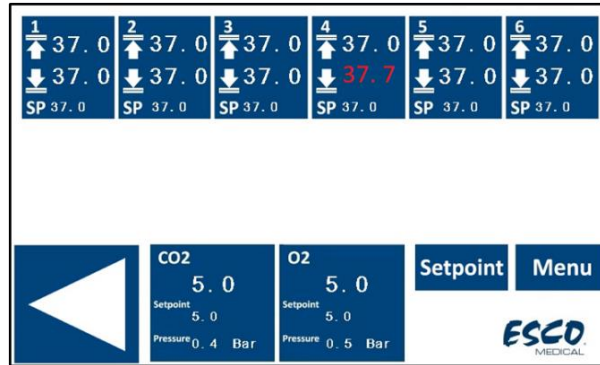 1 2 3 4 5 6
37.0 37.0 37.0 37.0 37.0 37.0
37.0 37.0 37.0 37.7 37.0 37.0
SP 37.0 SP 37.0 SP 37.0 SP 37.0 SP 37.0 SP 37.0
CO2
5.0
Setpoint
5.0
Pressure 0.4 Bar
O2
5.0
Setpoint
5.0
Pressure 0.5 Bar
Setpoint
Menu
ESCO
MEDICAL